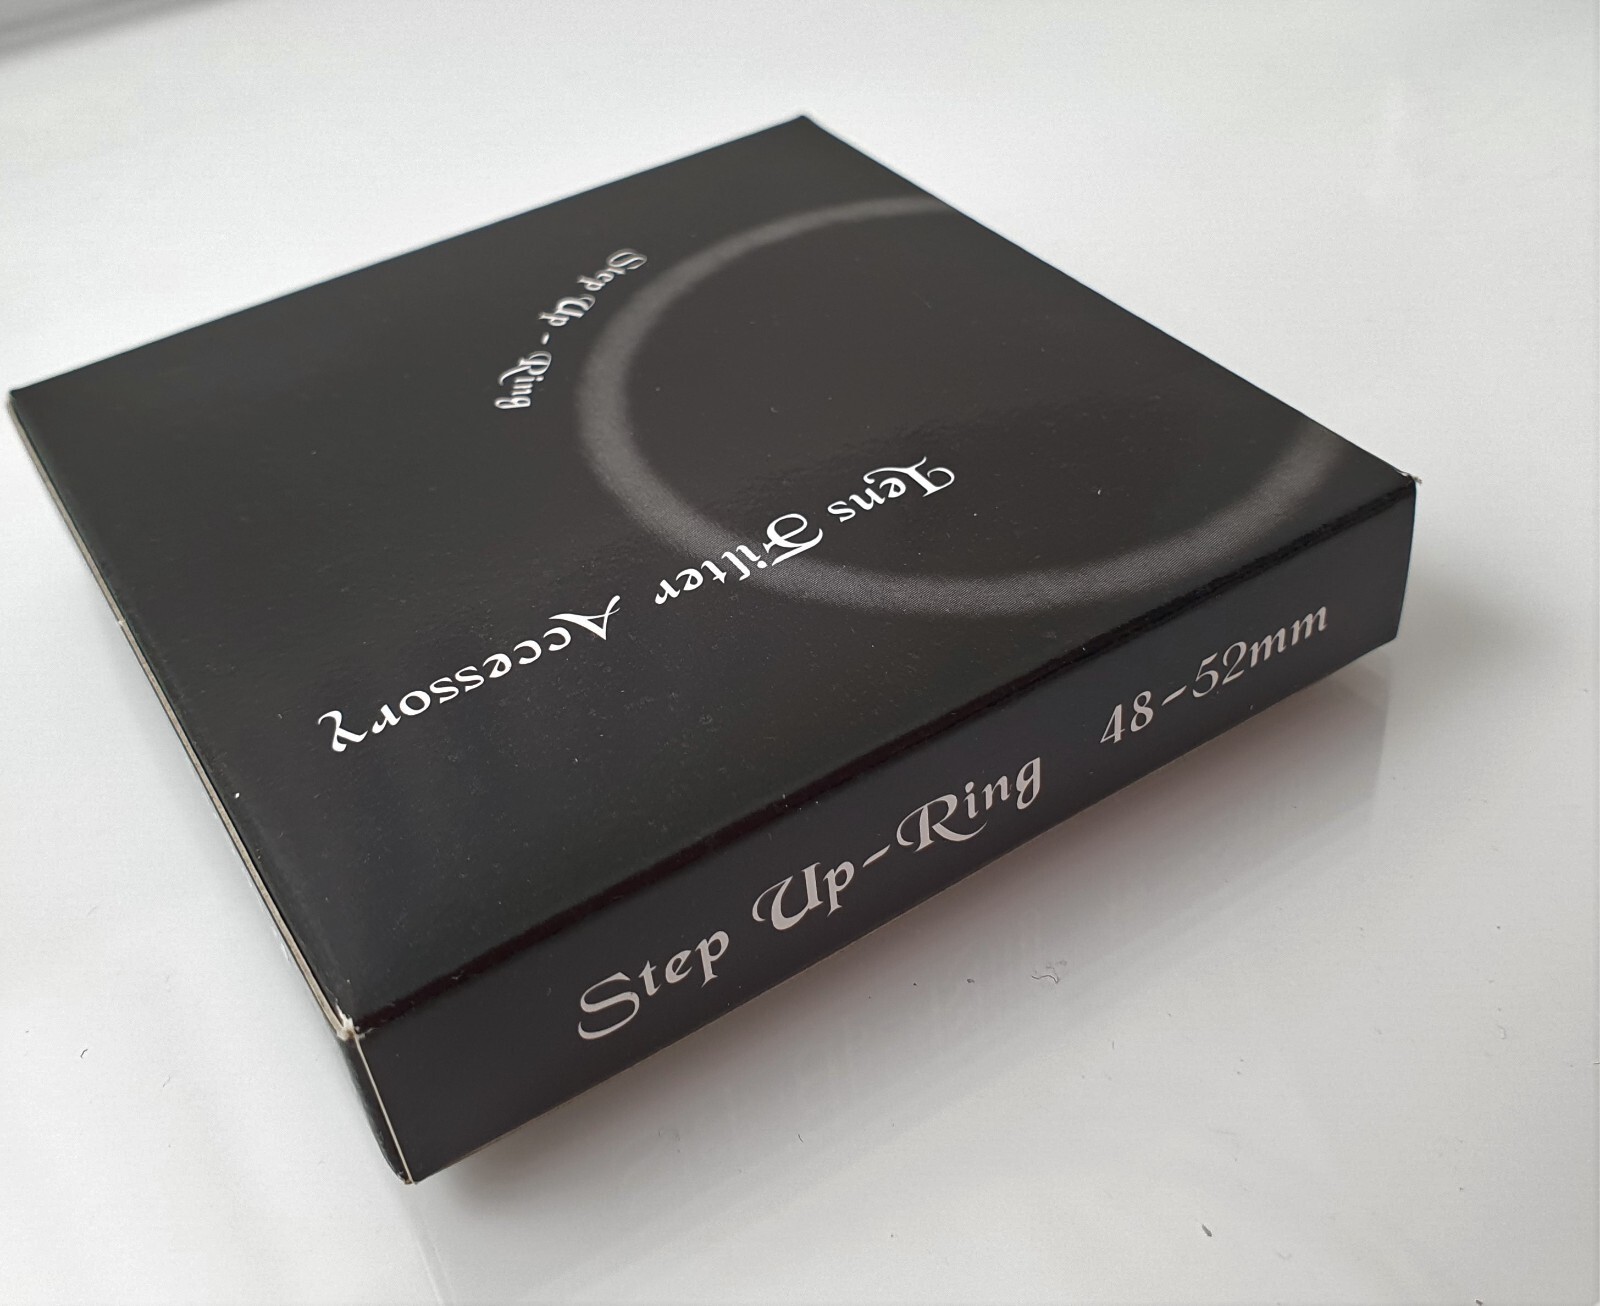 Step Up - Ring
Lens Filter Accessory
Step Up-Ring 48-52mm